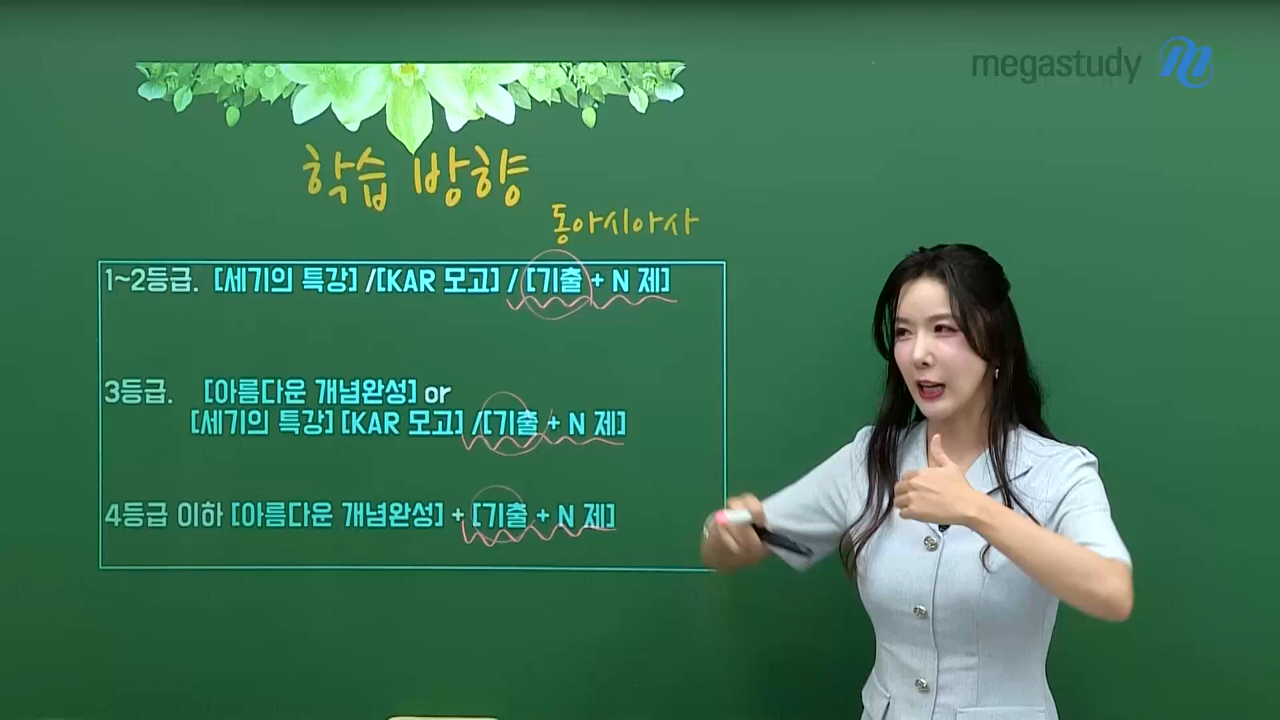 megastudy
학습 방향
동아시아사
1~2등급. [세기의 특강] /[KAR 모고] / [기출 + N 제]
3등급. [아름다운 개념완성] or
[세기의 특강] [KAR 모고] /[기출 + N 제]
4등급 이하 [아름다운 개념완성] + [기출 + N 제]